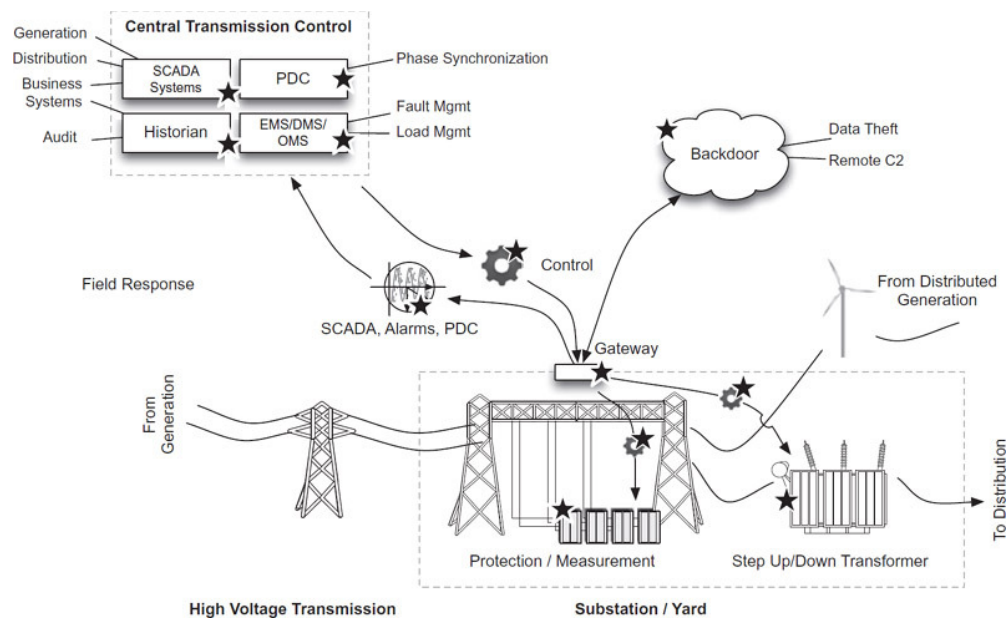 Central Transmission Control
Generation
Distribution
Business
Systems
Audit
SCADA
Systems
PDC
Historian
EMS/DMS/
OMS
Phase Synchronization
Fault Mgmt
Load Mgmt
Backdoor
Data Theft
Remote C2
Control
Field Response
SCADA, Alarms, PDC
From Distributed
Generation
Gateway
From
Generation
To Distribution
Protection / Measurement
Step Up/Down Transformer
High Voltage Transmission
Substation / Yard